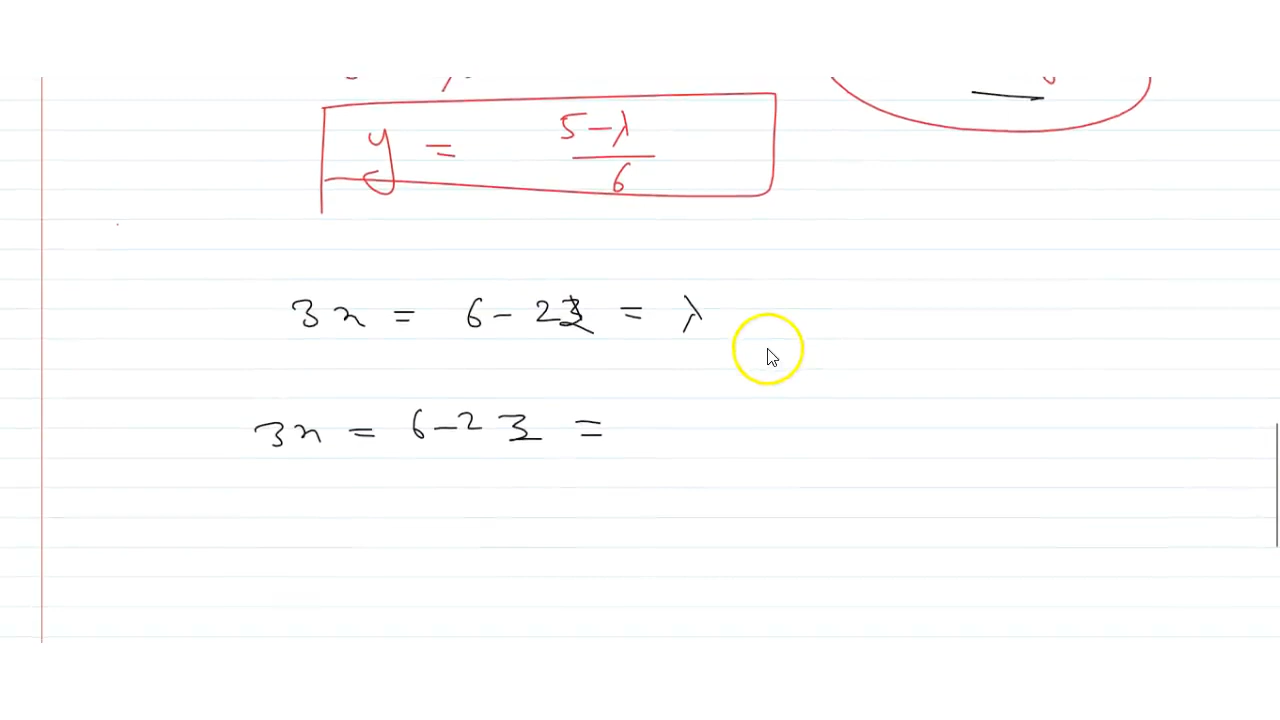 y = (5-λ)/6
3x = 6-2z = λ
3x = 6-2z =